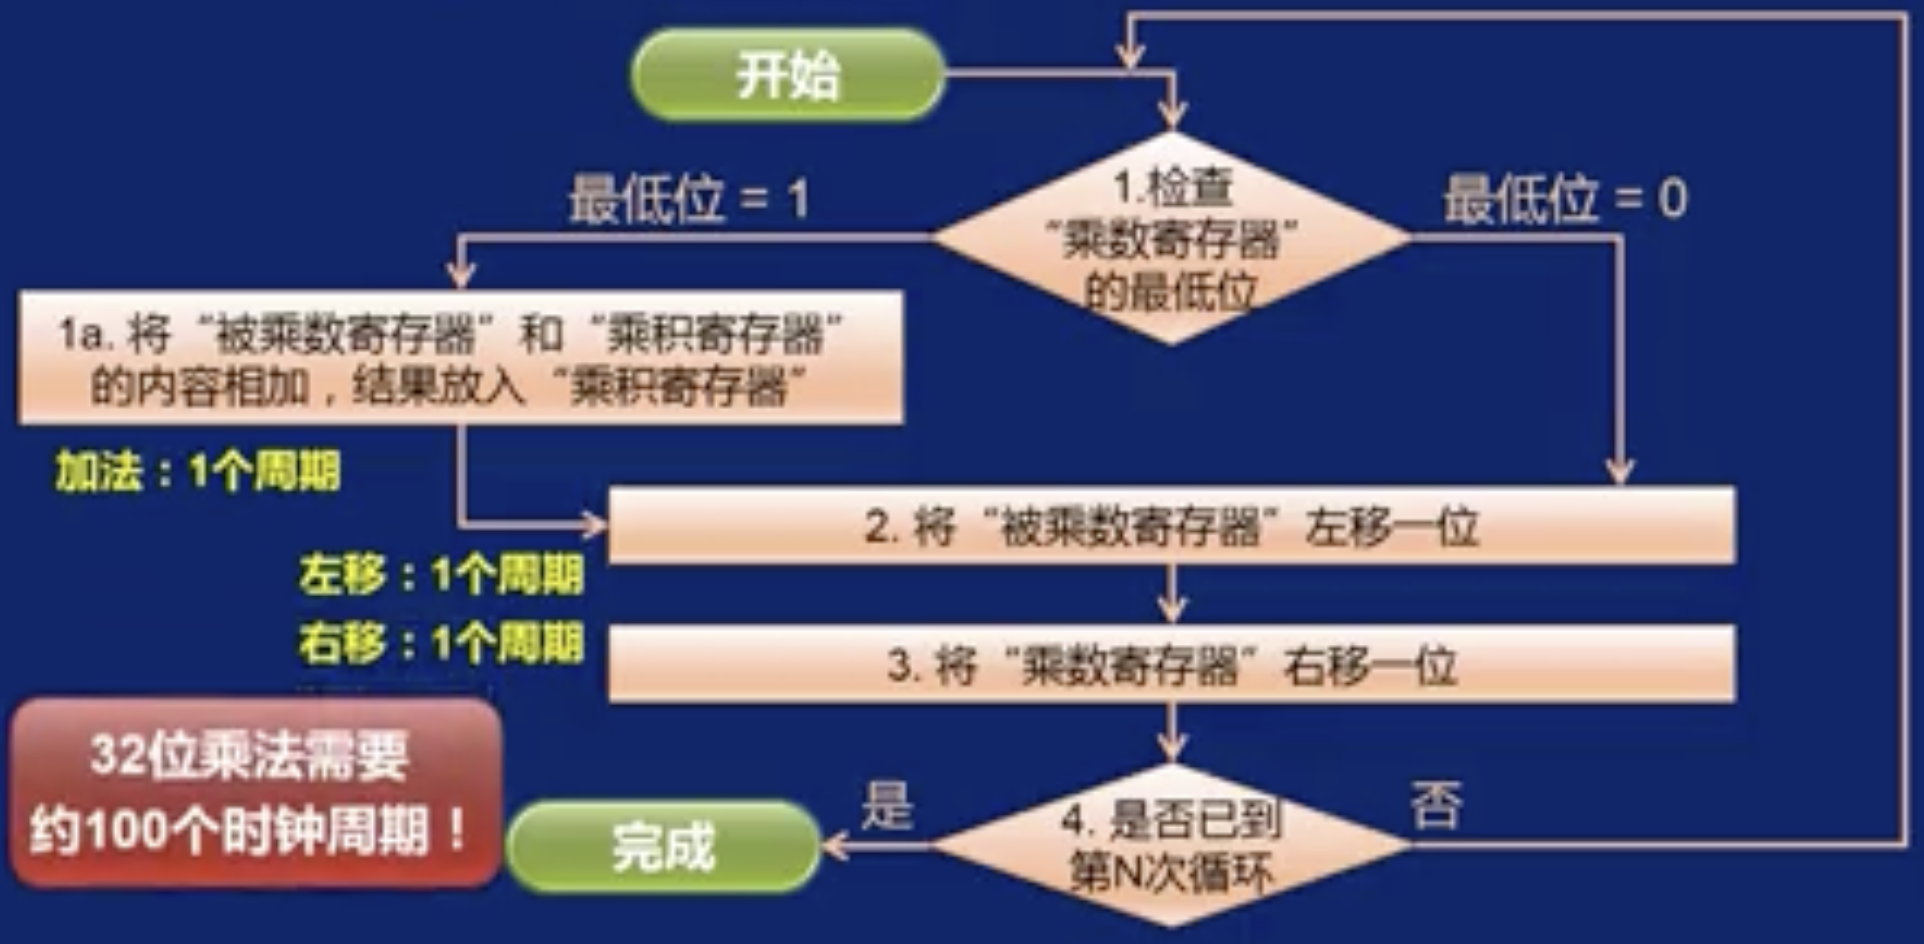 开始
最低位 = 1
1.检查
“乘数寄存器”
的最低位
最低位 = 0
1a. 将“被乘数寄存器”和“乘积寄存器”
的内容相加，结果放入“乘积寄存器”
加法：1个周期
2. 将“被乘数寄存器”左移一位
左移：1个周期
右移：1个周期
3. 将“乘数寄存器”右移一位
32位乘法需要
约100个时钟周期！
完成
是
4. 是否已到
第N次循环
否